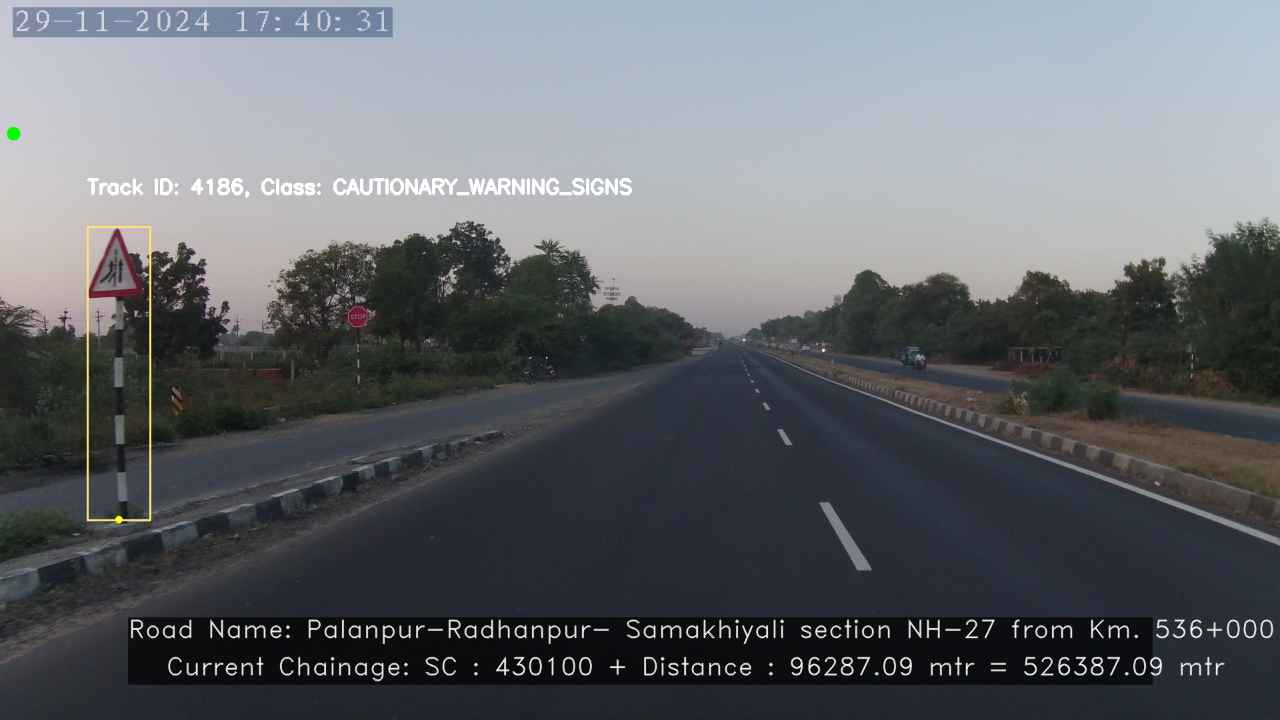 29-11-2024 17:40:31
Track ID: 4186, Class: CAUTIONARY_WARNING_SIGNS
STOP
Road Name: Palanpur-Radhanpur- Samakhiyali section NH-27 from Km. 536+000
Current Chainage: SC : 430100 + Distance : 96287.09 mtr = 526387.09 mtr